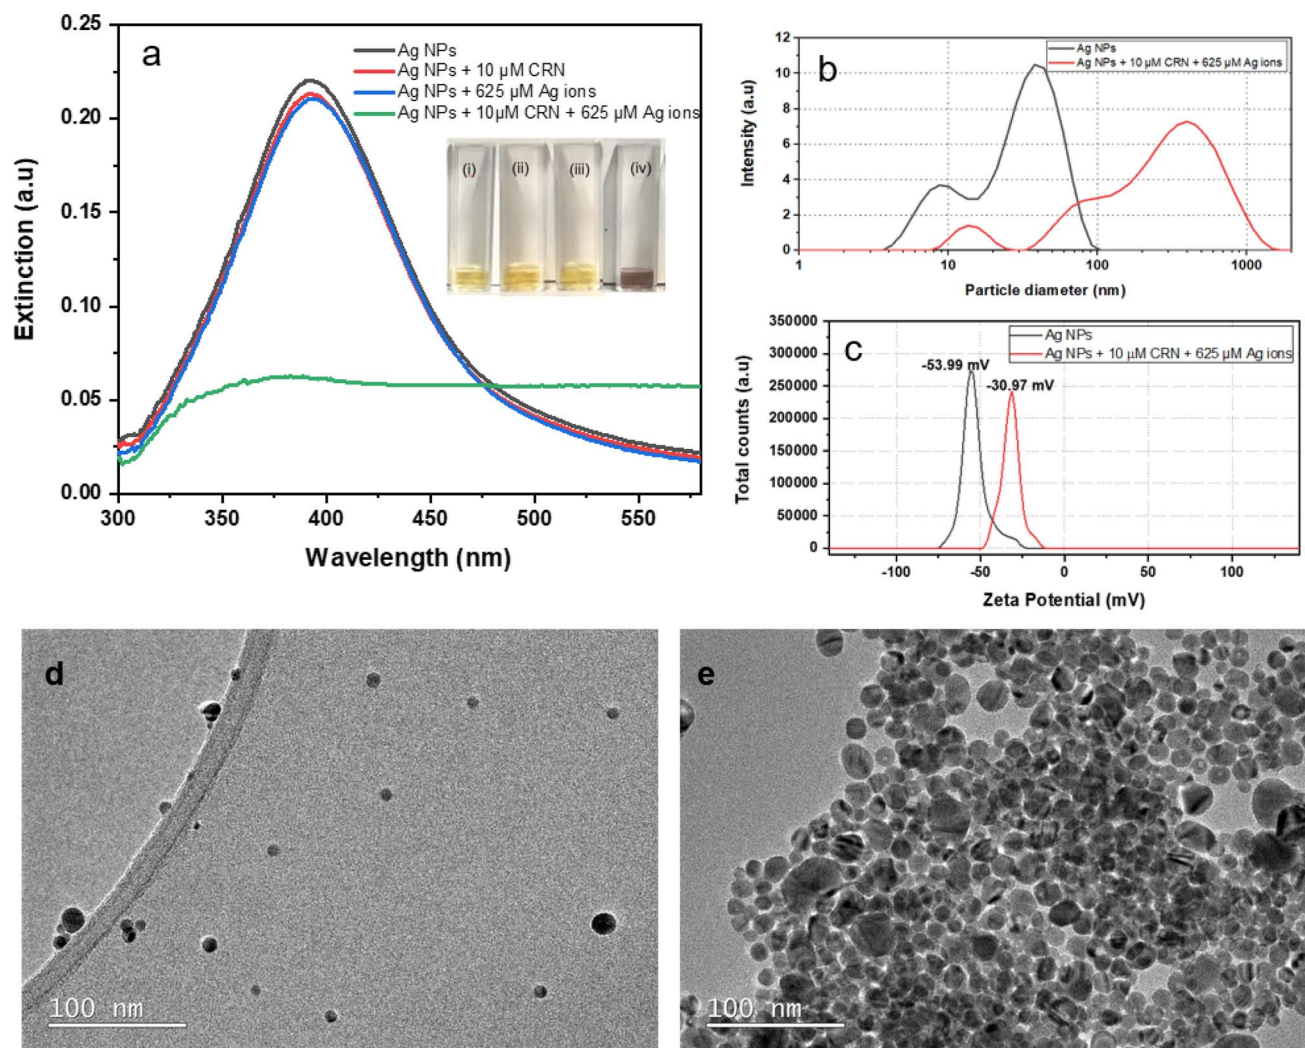 a
Ag NPs
Ag NPs + 10 µM CRN
Ag NPs + 625 µM Ag ions
Ag NPs + 10µM CRN + 625 µM Ag ions
(i) (ii) (iii) (iv)
Extinction (a.u)
0.25
0.20
0.15
0.10
0.05
0.00
300 350 400 450 500 550
Wavelength (nm)
b
Ag NPs
Ag NPs + 10 µM CRN + 625 µM Ag ions
Intensity (a.u)
12
10
8
6
4
2
0
1 10 100 1000
Particle diameter (nm)
c
Ag NPs
Ag NPs + 10 µM CRN + 625 µM Ag ions
-53.99 mV
-30.97 mV
Total counts (a.u)
350000
300000
250000
200000
150000
100000
50000
0
-100 -50 0 50 100
Zeta Potential (mV)
d
100 nm
e
100 nm